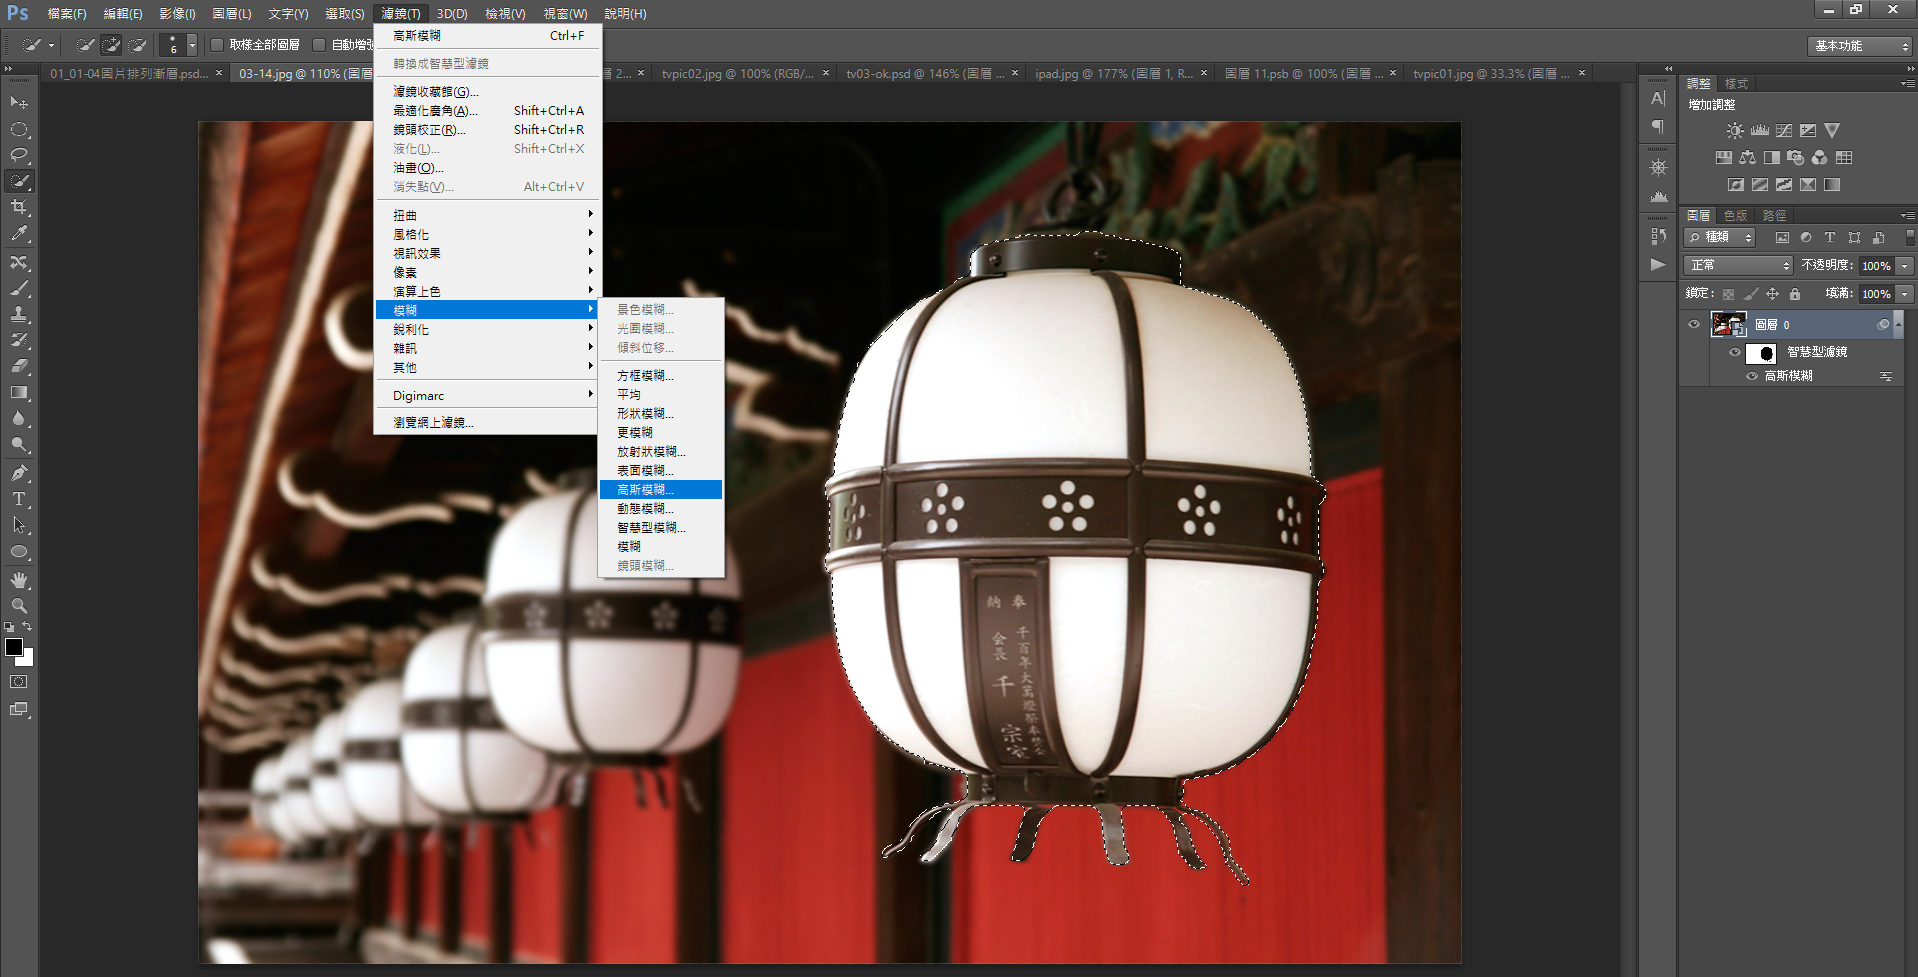 Ps 檔案(F) 編輯(E) 影像(I) 圖層(L) 文字(Y) 選取(S) 濾鏡(T) 3D(D) 檢視(V) 視窗(W) 說明(H)
6 取樣全部圖層 自動增強 基本功能
01_01-04圖片排列漸層.psd... × 03-14.jpg @ 110% (圖層 層 2... × tvpic02.jpg @ 100% (RGB/... × tv03-ok.psd @ 146% (圖層 ... × ipad.jpg @ 177% (圖層 1, R... × 圖層 11.psb @ 100% (圖層 ... × tvpic01.jpg @ 33.3% (圖層 ... ×
高斯模糊 Ctrl+F
轉換成智慧型濾鏡
濾鏡收藏館(G)...
最適化廣角(A)... Shift+Ctrl+A
鏡頭校正(R)... Shift+Ctrl+R
液化(L)... Shift+Ctrl+X
油畫(O)...
消失點(V)... Alt+Ctrl+V
扭曲
風格化
視訊效果
像素
演算上色
模糊
銳利化
雜訊
其他
Digimarc
瀏覽網上濾鏡...
景色模糊...
光圈模糊...
傾斜位移...
方框模糊...
平均
形狀模糊...
更模糊
放射狀模糊...
表面模糊...
高斯模糊...
動態模糊...
智慧型模糊...
模糊
鏡頭模糊...
奉納
千百年大萬燈祭奉修会
会長 千 宗室
調整 樣式
增加調整
圖層 色版 路徑
種類
正常 不透明度: 100%
鎖定: 填滿: 100%
圖層 0
智慧型濾鏡
高斯模糊